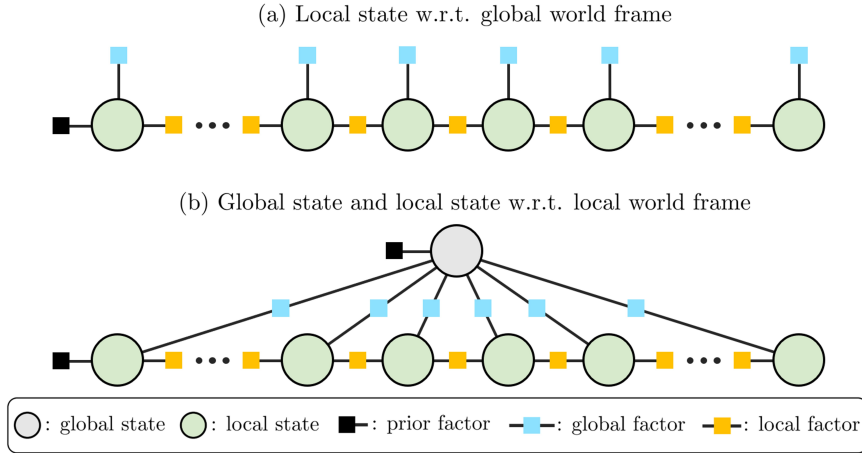 (a) Local state w.r.t. global world frame
(b) Global state and local state w.r.t. local world frame
: global state : local state : prior factor : global factor : local factor